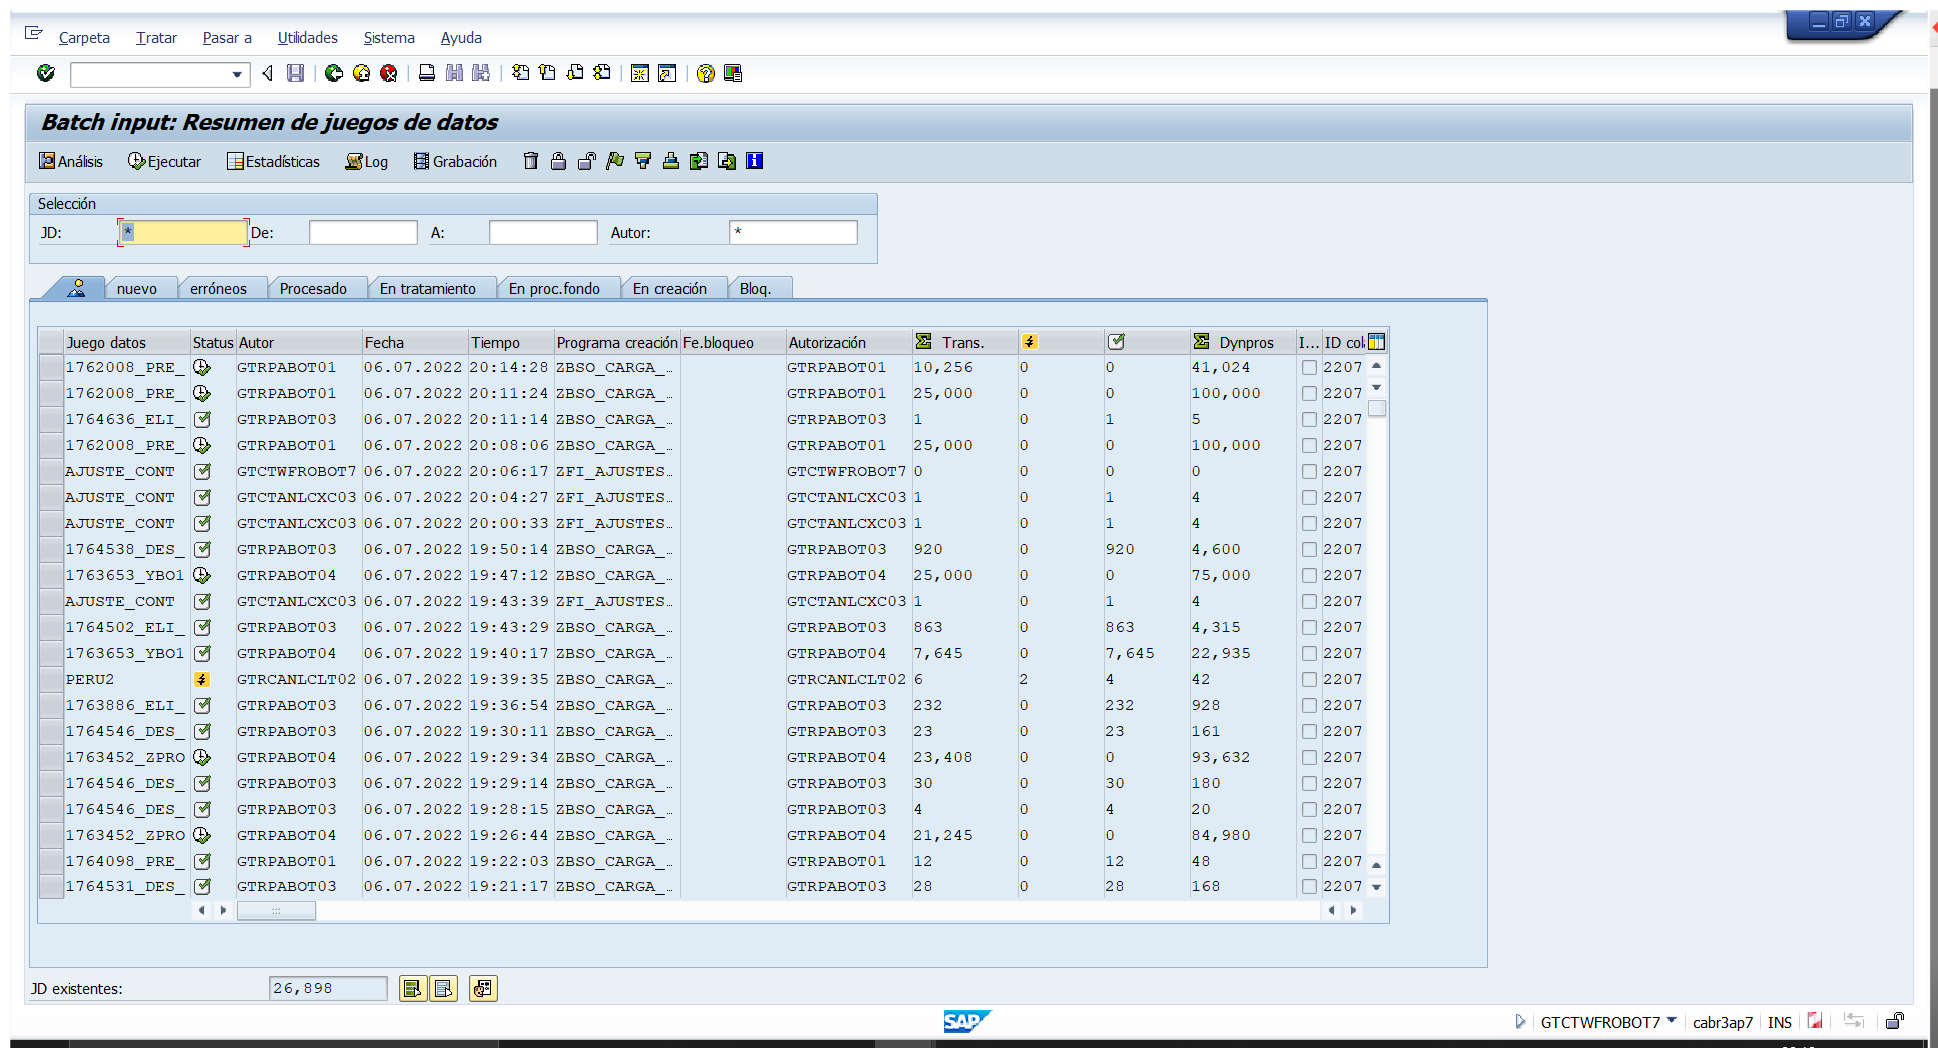 Carpeta Tratar Pasar a Utilidades Sistema Ayuda
Batch input: Resumen de juegos de datos
Análisis Ejecutar Estadísticas Log Grabación
Selección
JD: * De: A: Autor: *
nuevo erróneos Procesado En tratamiento En proc.fondo En creación Bloq.
Juego datos Status Autor Fecha Tiempo Programa creación Fe.bloqueo Autorización Trans. Dynpros I... ID col.
1762008_PRE_ GTRPABOT01 06.07.2022 20:14:28 ZBSO_CARGA_… GTRPABOT01 10,256 0 0 41,024 2207
1762008_PRE_ GTRPABOT01 06.07.2022 20:11:24 ZBSO_CARGA_… GTRPABOT01 25,000 0 0 100,000 2207
1764636_ELI_ GTRPABOT03 06.07.2022 20:11:14 ZBSO_CARGA_… GTRPABOT03 1 0 1 5 2207
1762008_PRE_ GTRPABOT01 06.07.2022 20:08:06 ZBSO_CARGA_… GTRPABOT01 25,000 0 0 100,000 2207
AJUSTE_CONT GTCTWFROBOT7 06.07.2022 20:06:17 ZFI_AJUSTES… GTCTWFROBOT7 0 0 0 0 2207
AJUSTE_CONT GTCTANLCXC03 06.07.2022 20:04:27 ZFI_AJUSTES… GTCTANLCXC03 1 0 1 4 2207
AJUSTE_CONT GTCTANLCXC03 06.07.2022 20:00:33 ZFI_AJUSTES… GTCTANLCXC03 1 0 1 4 2207
1764538_DES_ GTRPABOT03 06.07.2022 19:50:14 ZBSO_CARGA_… GTRPABOT03 920 0 920 4,600 2207
1763653_YBO1 GTRPABOT04 06.07.2022 19:47:12 ZBSO_CARGA_… GTRPABOT04 25,000 0 0 75,000 2207
AJUSTE_CONT GTCTANLCXC03 06.07.2022 19:43:39 ZFI_AJUSTES… GTCTANLCXC03 1 0 1 4 2207
1764502_ELI_ GTRPABOT03 06.07.2022 19:43:29 ZBSO_CARGA_… GTRPABOT03 863 0 863 4,315 2207
1763653_YBO1 GTRPABOT04 06.07.2022 19:40:17 ZBSO_CARGA_… GTRPABOT04 7,645 0 7,645 22,935 2207
PERU2 GTRCANLCLT02 06.07.2022 19:39:35 ZBSO_CARGA_… GTRCANLCLT02 6 2 4 42 2207
1763886_ELI_ GTRPABOT03 06.07.2022 19:36:54 ZBSO_CARGA_… GTRPABOT03 232 0 232 928 2207
1764546_DES_ GTRPABOT03 06.07.2022 19:30:11 ZBSO_CARGA_… GTRPABOT03 23 0 23 161 2207
1763452_ZPRO GTRPABOT04 06.07.2022 19:29:34 ZBSO_CARGA_… GTRPABOT04 23,408 0 0 93,632 2207
1764546_DES_ GTRPABOT03 06.07.2022 19:29:14 ZBSO_CARGA_… GTRPABOT03 30 0 30 180 2207
1764546_DES_ GTRPABOT03 06.07.2022 19:28:15 ZBSO_CARGA_… GTRPABOT03 4 0 4 20 2207
1763452_ZPRO GTRPABOT04 06.07.2022 19:26:44 ZBSO_CARGA_… GTRPABOT04 21,245 0 0 84,980 2207
1764098_PRE_ GTRPABOT01 06.07.2022 19:22:03 ZBSO_CARGA_… GTRPABOT01 12 0 12 48 2207
1764531_DES_ GTRPABOT03 06.07.2022 19:21:17 ZBSO_CARGA_… GTRPABOT03 28 0 28 168 2207
JD existentes: 26,898
SAP GTCTWFROBOT7 cabr3ap7 INS